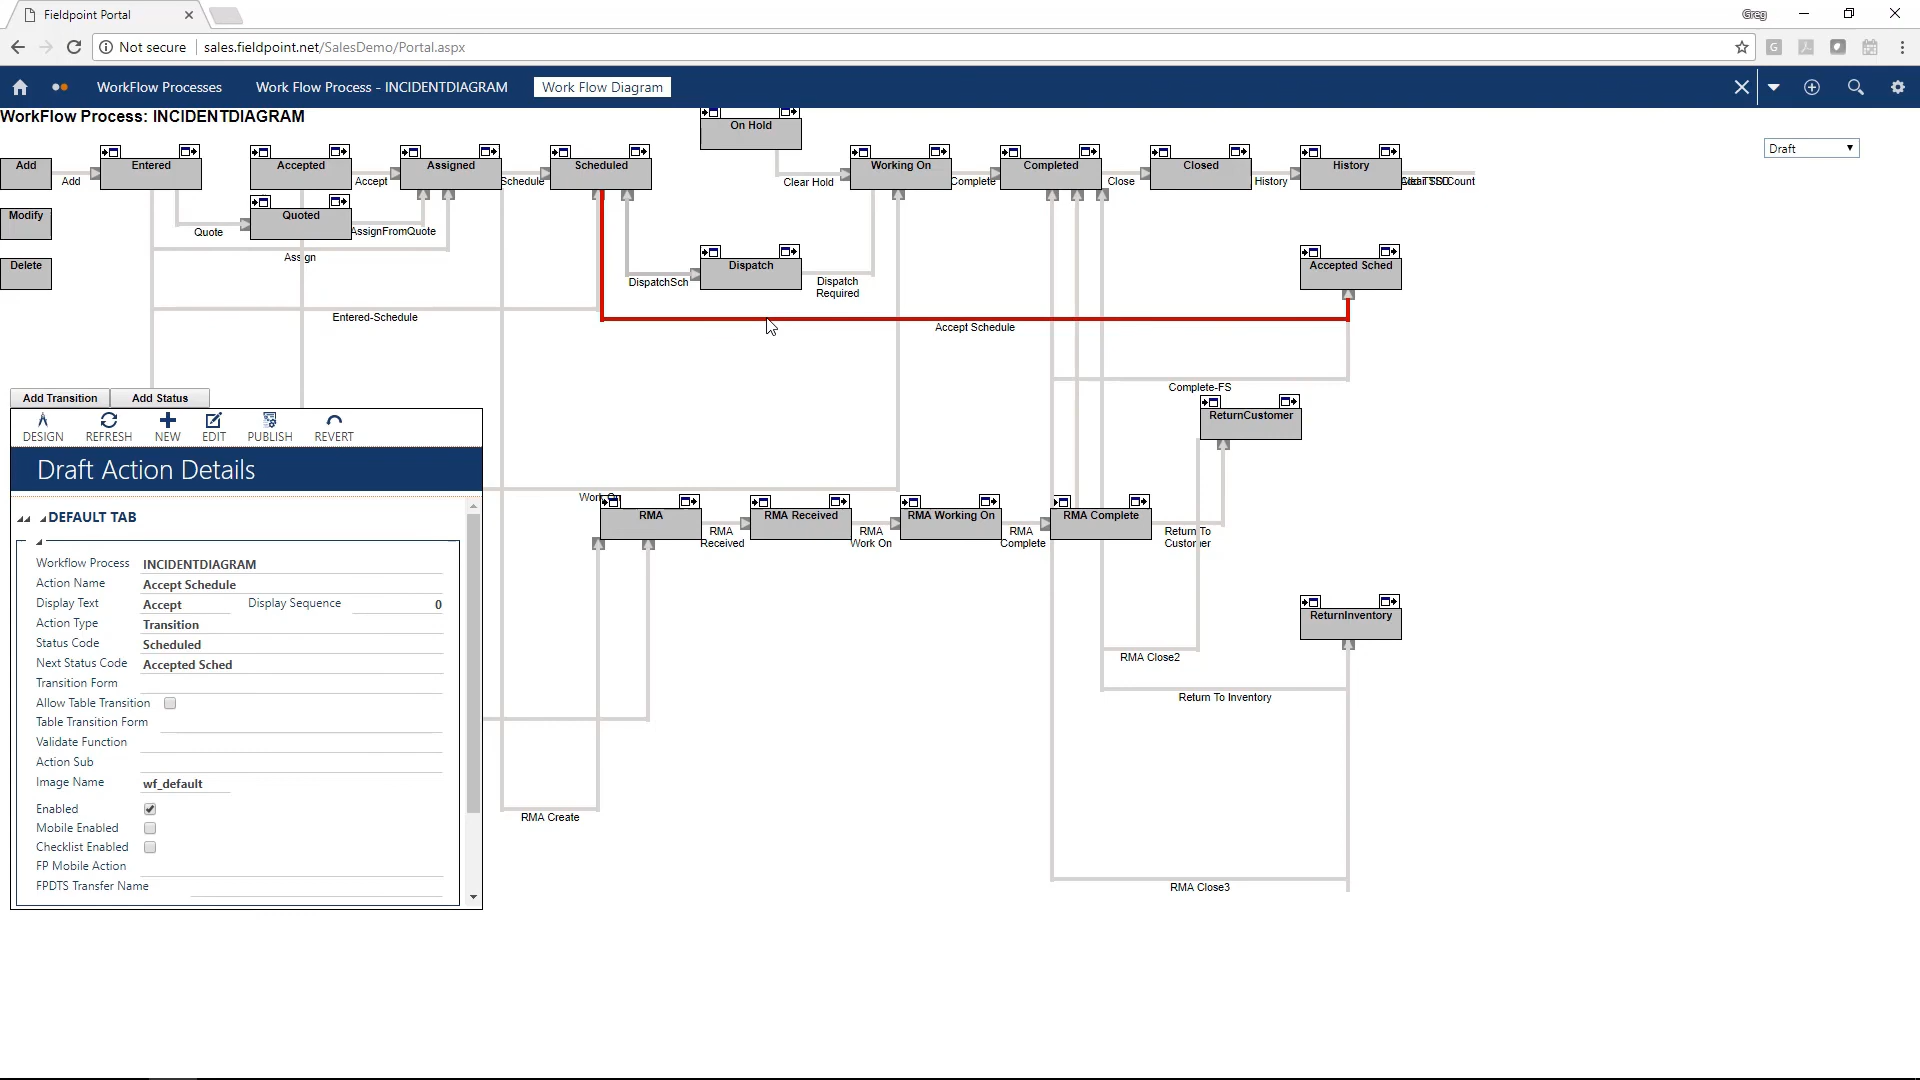 Fieldpoint Portal
Greg
Not secure
sales.fieldpoint.net/SalesDemo/Portal.aspx
WorkFlow Processes
Work Flow Process - INCIDENTDIAGRAM
Work Flow Diagram
WorkFlow Process: INCIDENTDIAGRAM
On Hold
Draft
Add
Add
Entered
Accepted
Accept
Assigned
Schedule
Scheduled
Clear Hold
Working On
Complete
Completed
Close
Closed
History
History
Modify
Quote
Quoted
AssignFromQuote
Assign
Delete
DispatchSch
Dispatch
Dispatch
Required
Accepted Sched
Entered-Schedule
Accept Schedule
Complete-FS
ReturnCustomer
Add Transition
Add Status
DESIGN
REFRESH
NEW
EDIT
PUBLISH
REVERT
Draft Action Details
DEFAULT TAB
Workflow Process INCIDENTDIAGRAM
Action Name Accept Schedule
Display Text Accept Display Sequence 0
Action Type Transition
Status Code Scheduled
Next Status Code Accepted Sched
Transition Form
Allow Table Transition
Table Transition Form
Validate Function
Action Sub
Image Name wf_default
Enabled
Mobile Enabled
Checklist Enabled
FP Mobile Action
FPDTS Transfer Name
Work On
RMA
RMA
Received
RMA Received
RMA
Work On
RMA Working On
RMA
Complete
RMA Complete
Return To
Customer
ReturnInventory
RMA Close2
Return To Inventory
RMA Create
RMA Close3